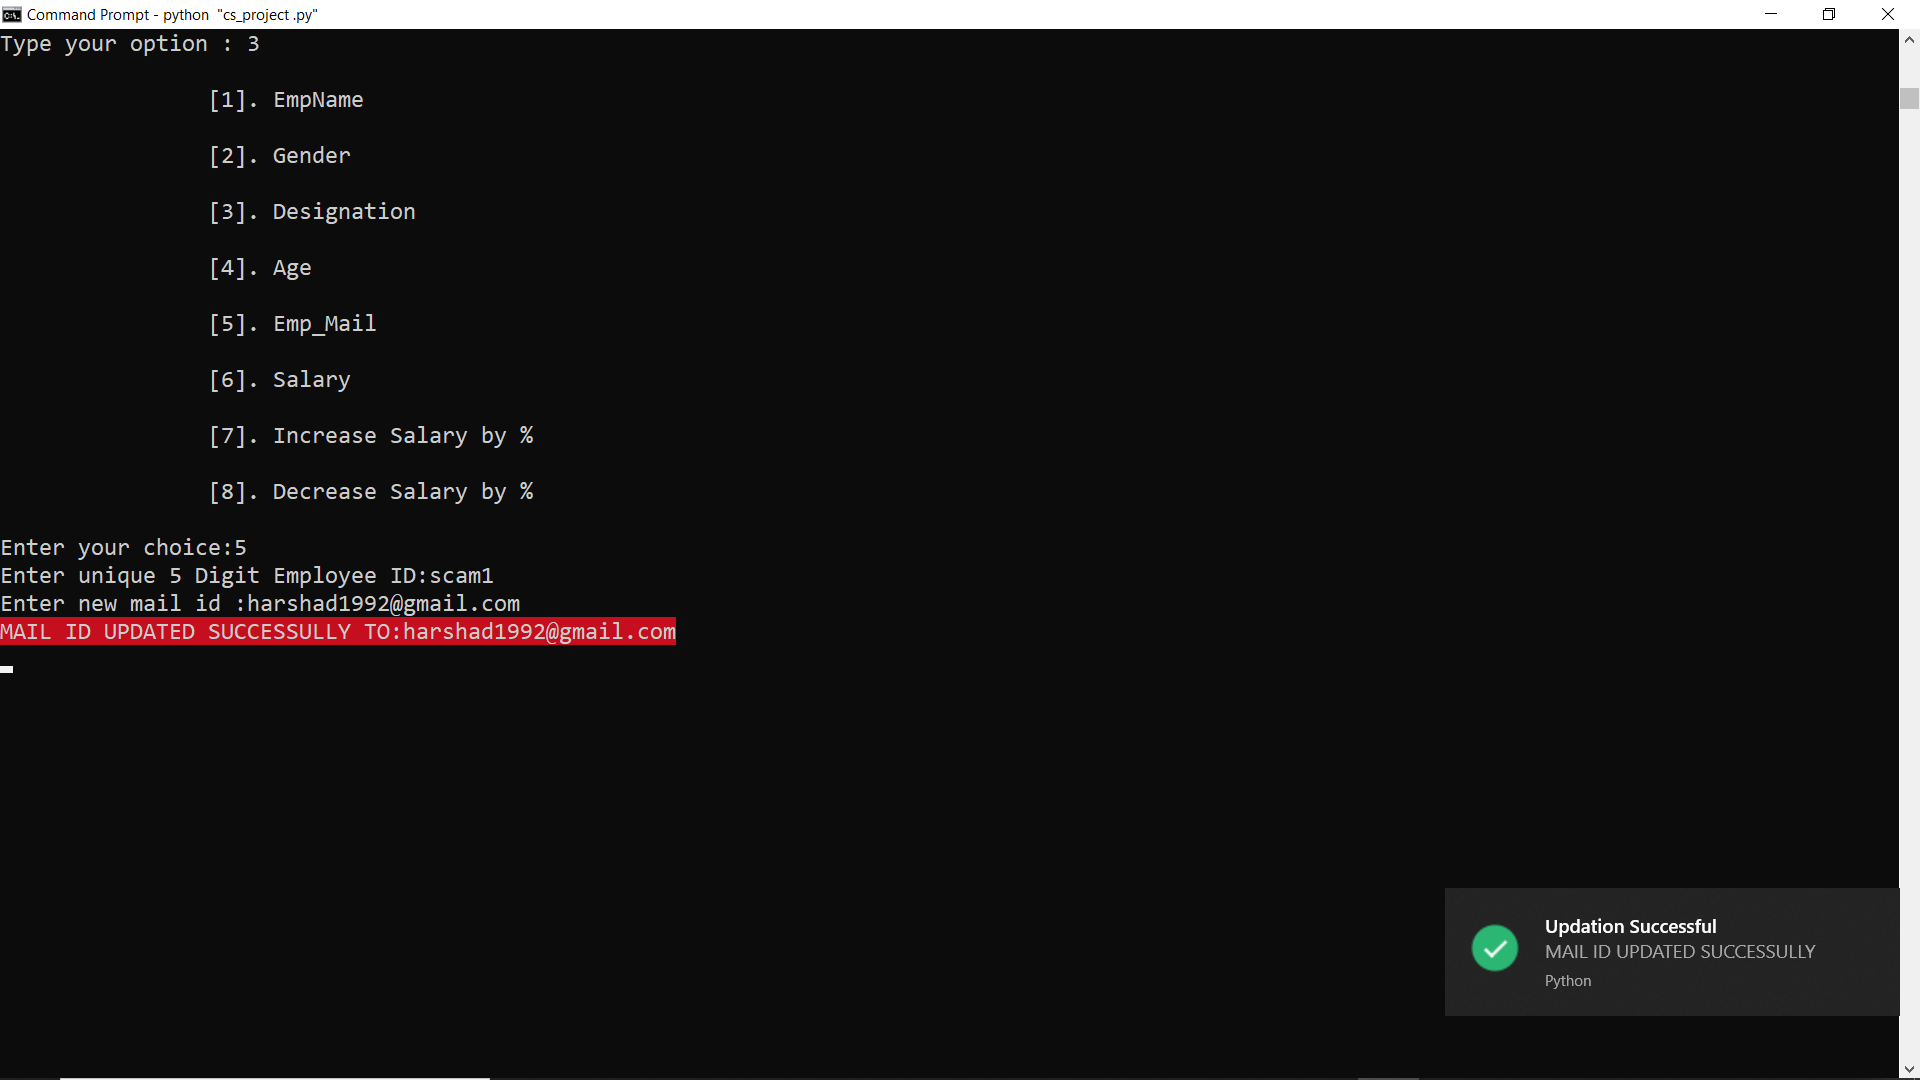 Command Prompt - python  "cs_project .py"
Type your option : 3
[1]. EmpName
[2]. Gender
[3]. Designation
[4]. Age
[5]. Emp_Mail
[6]. Salary
[7]. Increase Salary by %
[8]. Decrease Salary by %
Enter your choice:5
Enter unique 5 Digit Employee ID:scam1
Enter new mail id :harshad1992@gmail.com
MAIL ID UPDATED SUCCESSULLY TO:harshad1992@gmail.com
Updation Successful
MAIL ID UPDATED SUCCESSULLY
Python